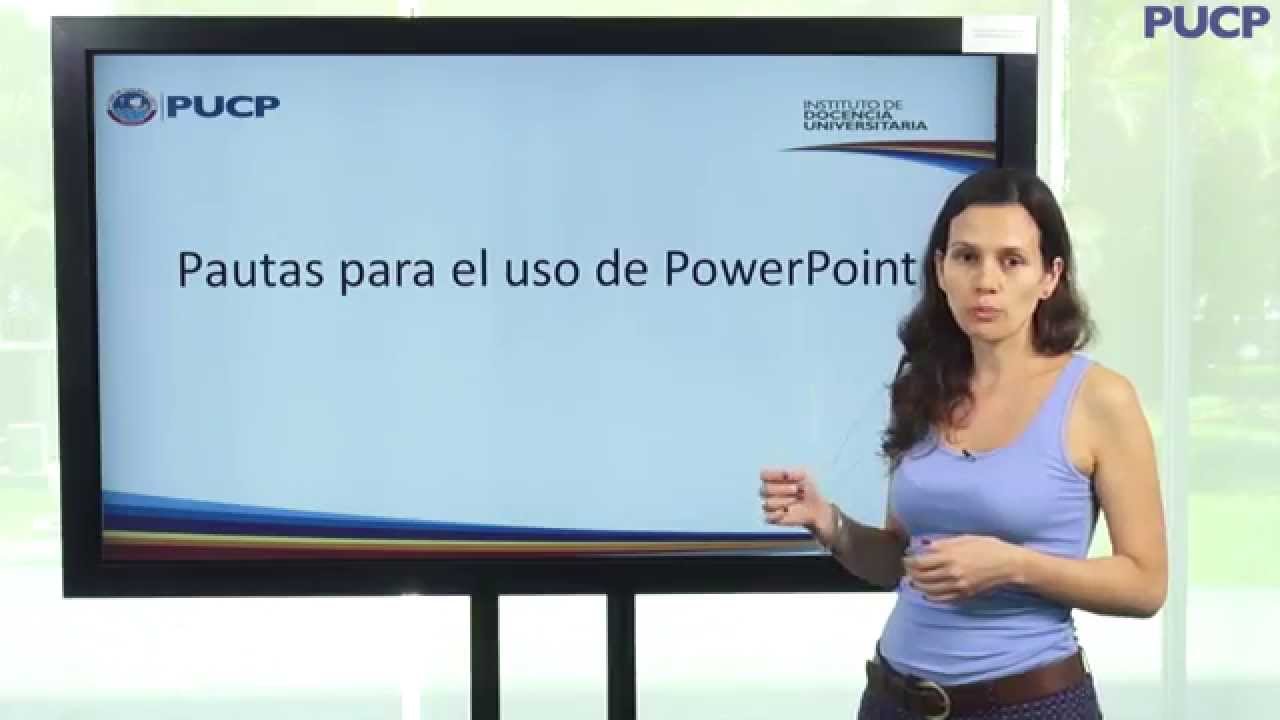 PUCP
PUCP
INSTITUTO DE
DOCENCIA
UNIVERSITARIA
Pautas para el uso de PowerPoint